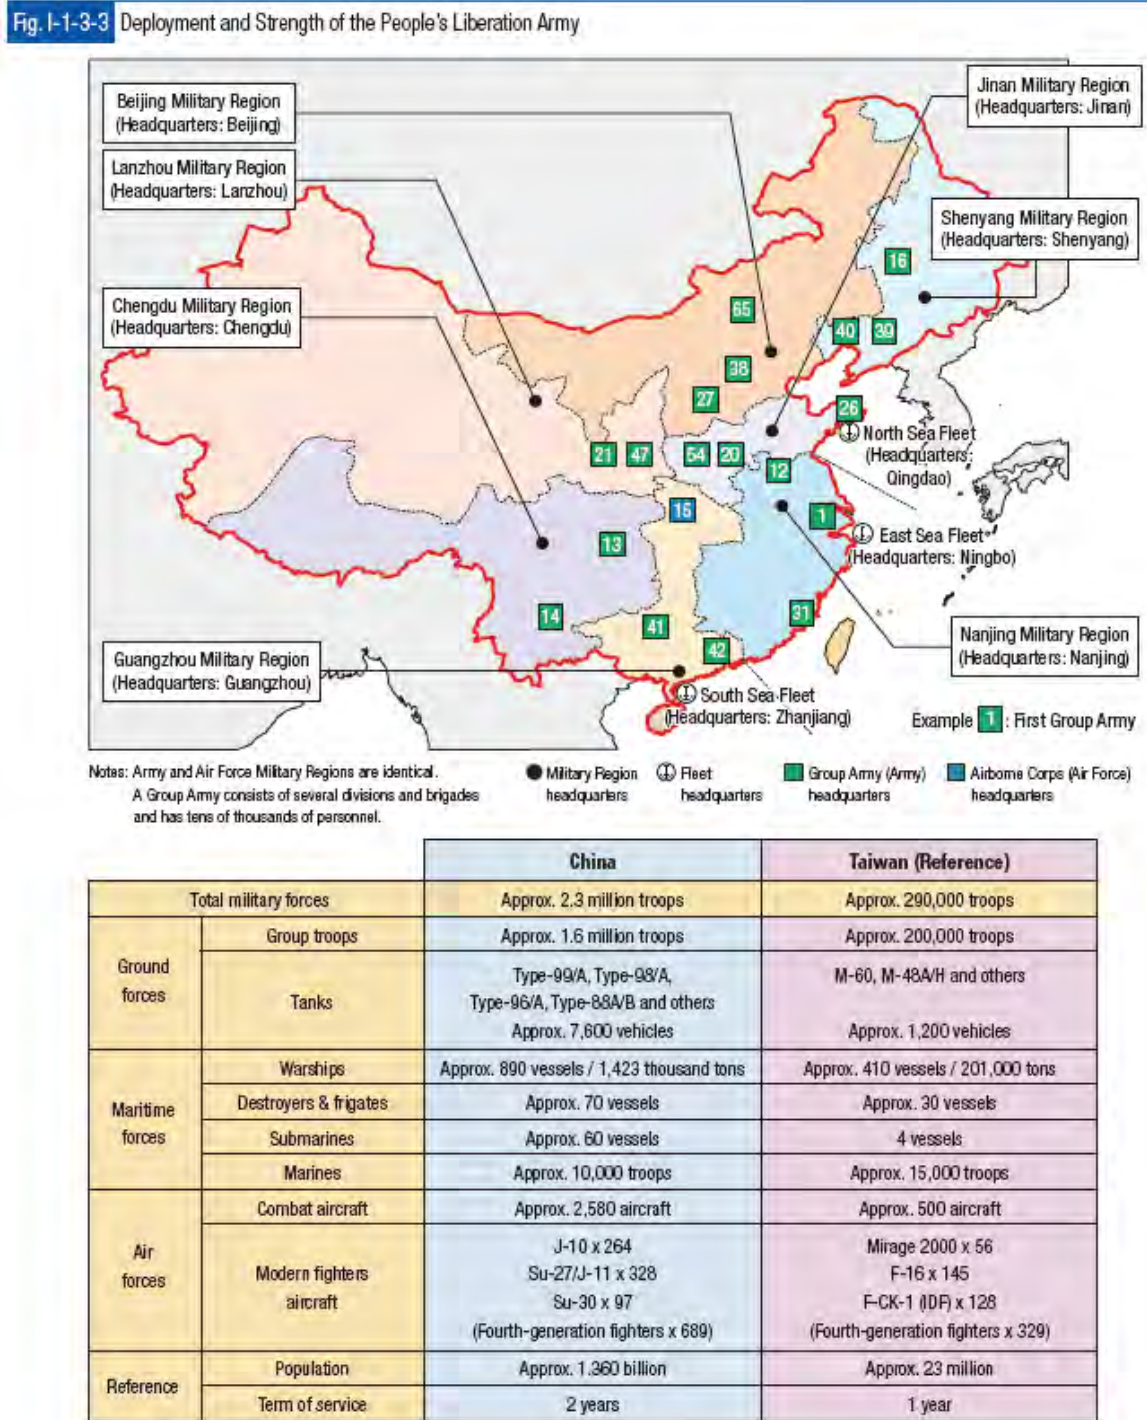 Fig. I-1-3-3 Deployment and Strength of the People's Liberation Army
Beijing Military Region
(Headquarters: Beijing)
Jinan Military Region
(Headquarters: Jinan)
Lanzhou Military Region
(Headquarters: Lanzhou)
Shenyang Military Region
(Headquarters: Shenyang)
16
Chengdu Military Region
(Headquarters: Chengdu)
65
40
39
38
27
26
North Sea Fleet
(Headquarters:
Qingdao)
21
47
54
20
12
15
1
East Sea Fleet
(Headquarters: Ningbo)
13
14
41
31
42
Nanjing Military Region
(Headquarters: Nanjing)
Guangzhou Military Region
(Headquarters: Guangzhou)
South Sea Fleet
(Headquarters: Zhanjiang)
Example 1 : First Group Army
Notes: Army and Air Force Military Regions are identical.
A Group Army consists of several divisions and brigades
and has tens of thousands of personnel.
Military Region
headquarters
Fleet
headquarters
Group Army (Army)
headquarters
Airborne Corps (Air Force)
headquarters
China Taiwan (Reference)
Total military forces Approx. 2.3 million troops Approx. 290,000 troops
Ground
forces
Group troops Approx. 1.6 million troops Approx. 200,000 troops
Tanks
Type-99/A, Type-98/A,
Type-96/A, Type-88A/B and others
Approx. 7,600 vehicles
M-60, M-48A/H and others
Approx. 1,200 vehicles
Maritime
forces
Warships Approx. 890 vessels / 1,423 thousand tons Approx. 410 vessels / 201,000 tons
Destroyers & frigates Approx. 70 vessels Approx. 30 vessels
Submarines Approx. 60 vessels 4 vessels
Marines Approx. 10,000 troops Approx. 15,000 troops
Air
forces
Combat aircraft Approx. 2,580 aircraft Approx. 500 aircraft
Modern fighters
aircraft
J-10 x 264
Su-27/J-11 x 328
Su-30 x 97
(Fourth-generation fighters x 689)
Mirage 2000 x 56
F-16 x 145
F-CK-1 (IDF) x 128
(Fourth-generation fighters x 329)
Reference
Population Approx. 1.360 billion Approx. 23 million
Term of service 2 years 1 year